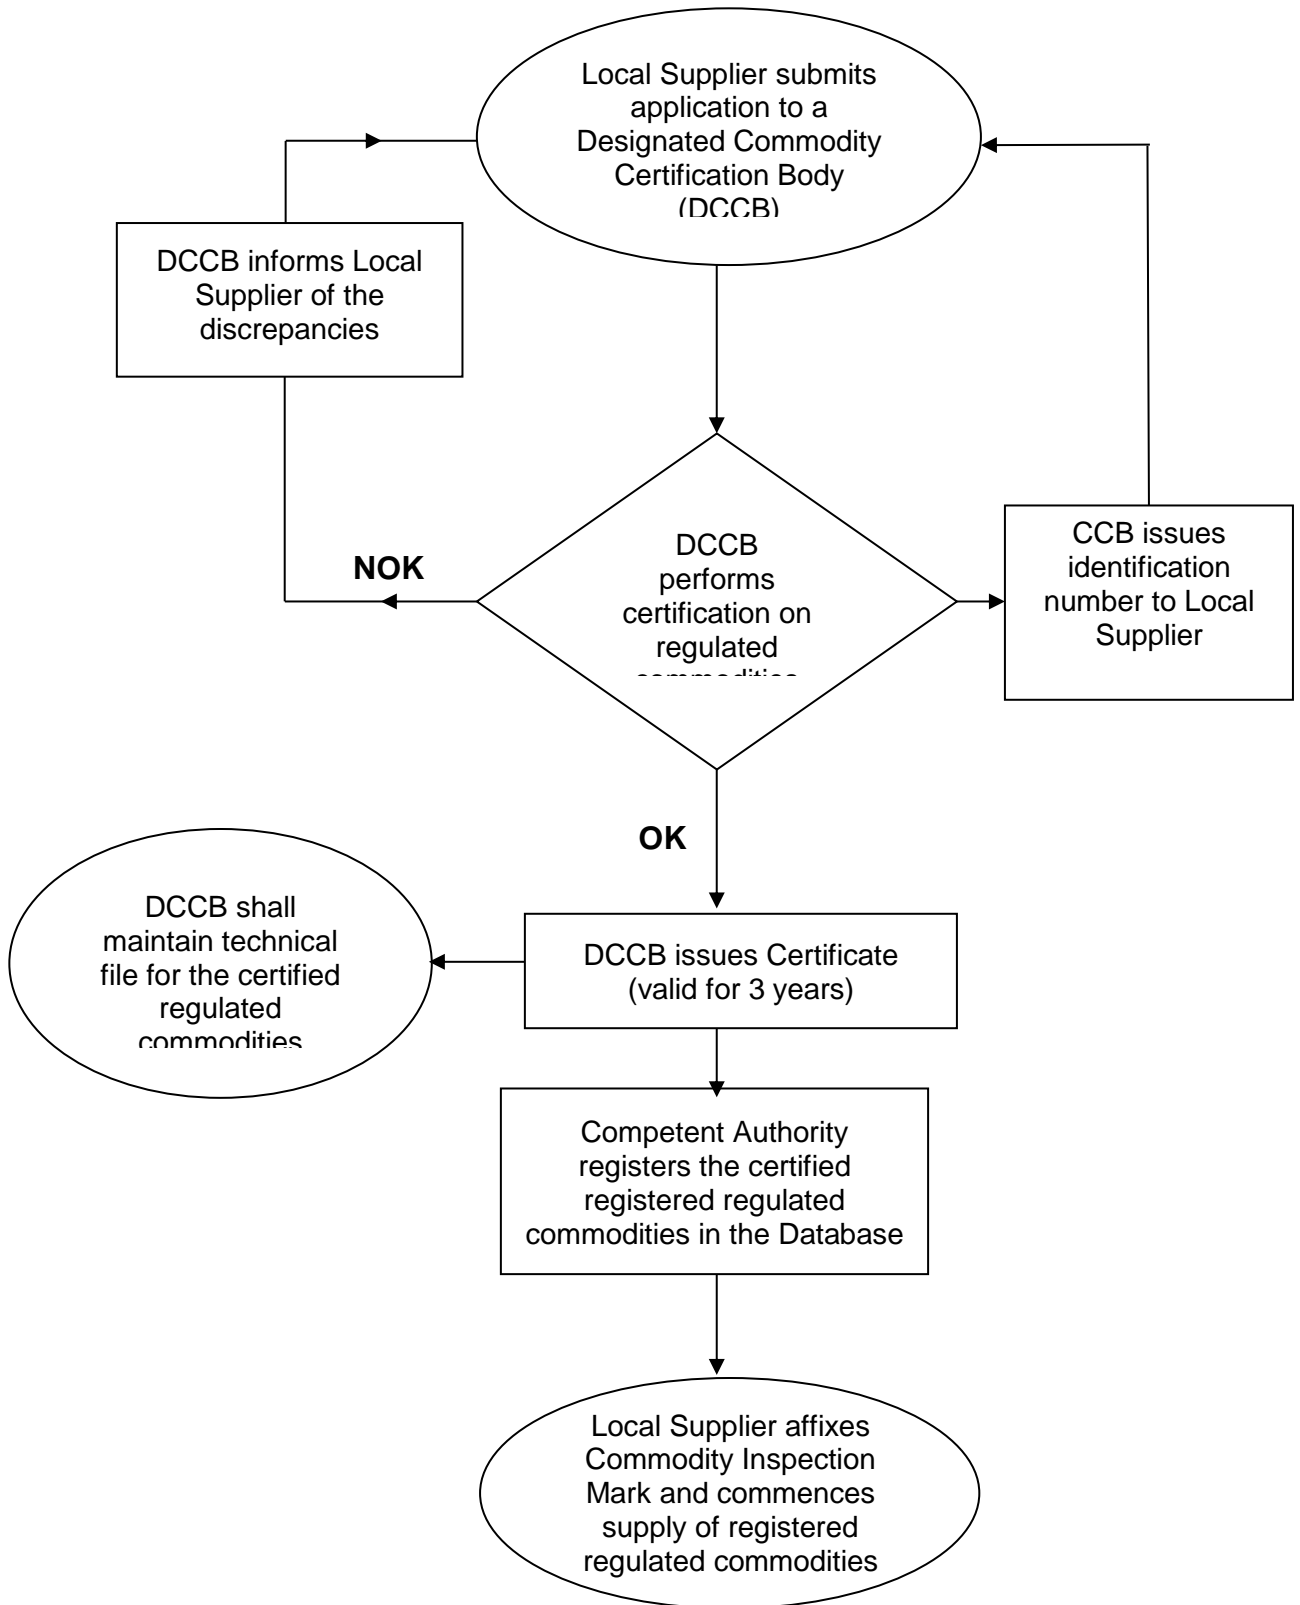 Local Supplier submits
application to a
Designated Commodity
Certification Body
(DCCB)
DCCB informs Local
Supplier of the
discrepancies
DCCB
performs
certification on
regulated
commodities
NOK
CCB issues
identification
number to Local
Supplier
OK
DCCB shall
maintain technical
file for the certified
regulated
commodities
DCCB issues Certificate
(valid for 3 years)
Competent Authority
registers the certified
registered regulated
commodities in the Database
Local Supplier affixes
Commodity Inspection
Mark and commences
supply of registered
regulated commodities